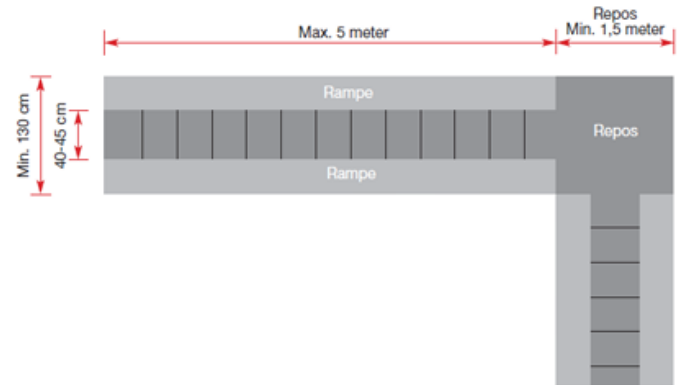 Repos
Max. 5 meter
Min. 1,5 meter
Rampe
Min. 130 cm
40-45 cm
Repos
Rampe